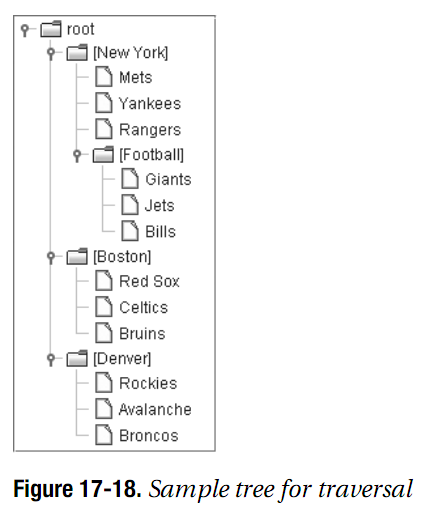 root
[New York]
Mets
Yankees
Rangers
[Football]
Giants
Jets
Bills
[Boston]
Red Sox
Celtics
Bruins
[Denver]
Rockies
Avalanche
Broncos
Figure 17-18. Sample tree for traversal